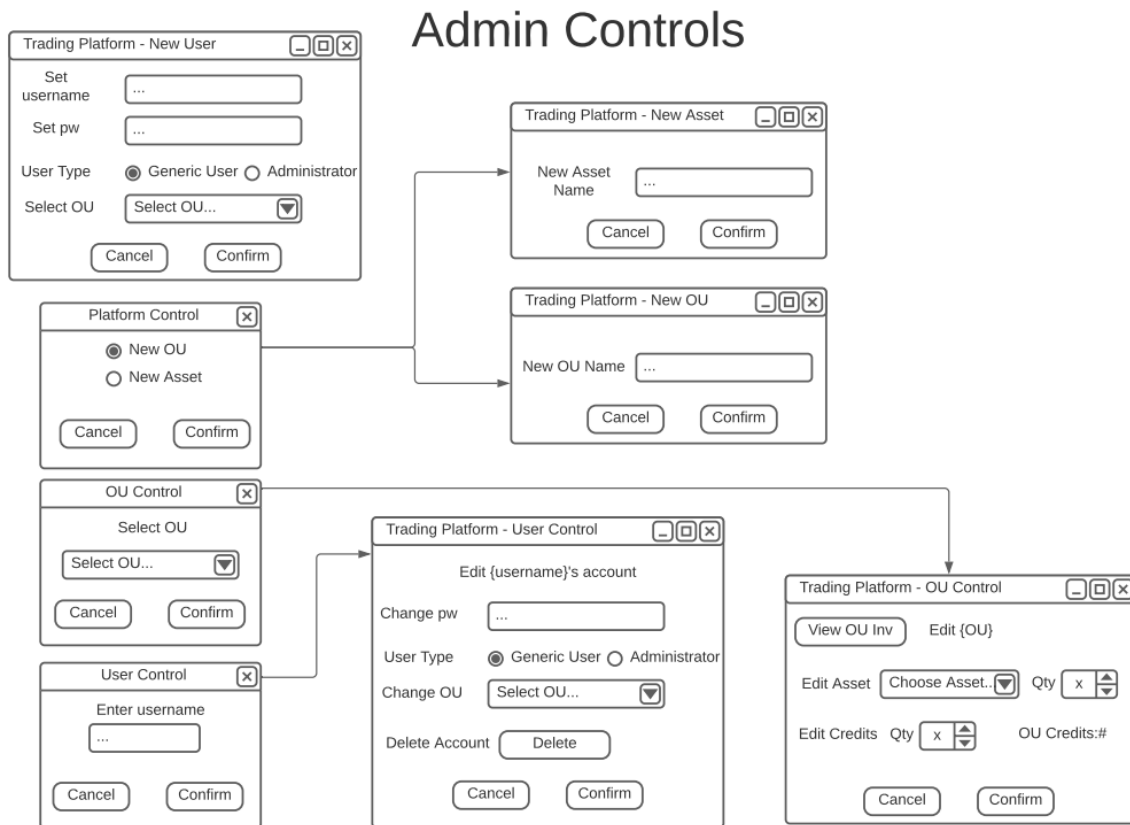 Admin Controls
Trading Platform - New User
Set
username
...
Set pw
...
User Type
Generic User
Administrator
Select OU
Select OU...
Cancel
Confirm
Trading Platform - New Asset
New Asset
Name
...
Cancel
Confirm
Platform Control
New OU
New Asset
Cancel
Confirm
Trading Platform - New OU
New OU Name
...
Cancel
Confirm
OU Control
Select OU
Select OU...
Cancel
Confirm
User Control
Enter username
...
Cancel
Confirm
Trading Platform - User Control
Edit {username}'s account
Change pw
...
User Type
Generic User
Administrator
Change OU
Select OU...
Delete Account
Delete
Cancel
Confirm
Trading Platform - OU Control
View OU Inv
Edit {OU}
Edit Asset
Choose Asset..
Qty
x
Edit Credits
Qty
x
OU Credits:#
Cancel
Confirm